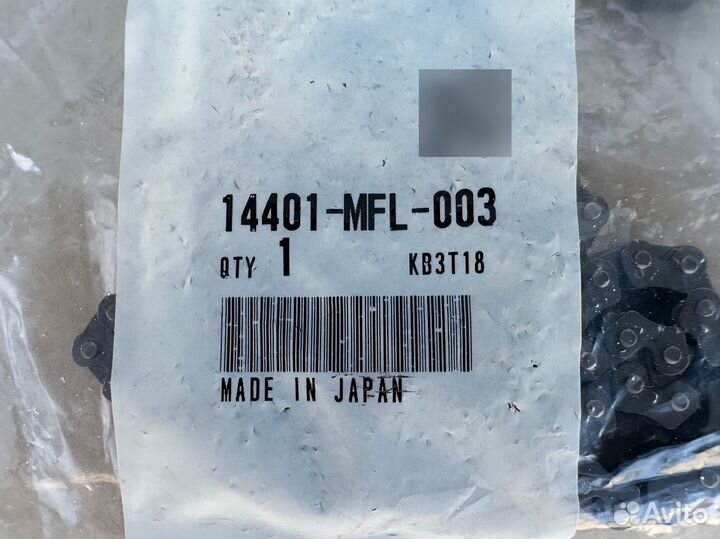 14401-MFL-003
QTY 1 KB3T18
MADE IN JAPAN
Avito